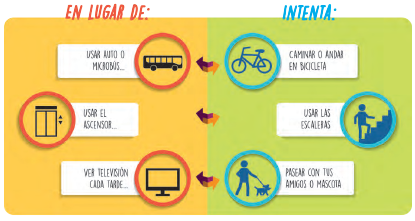 EN LUGAR DE:
INTENTA:
USAR AUTO O
MICROBÚS...
CAMINAR O ANDAR
EN BICICLETA
USAR EL
ASCENSOR...
USAR LAS
ESCALERAS
VER TELEVISIÓN
CADA TARDE...
PASEAR CON TUS
AMIGOS O MASCOTA